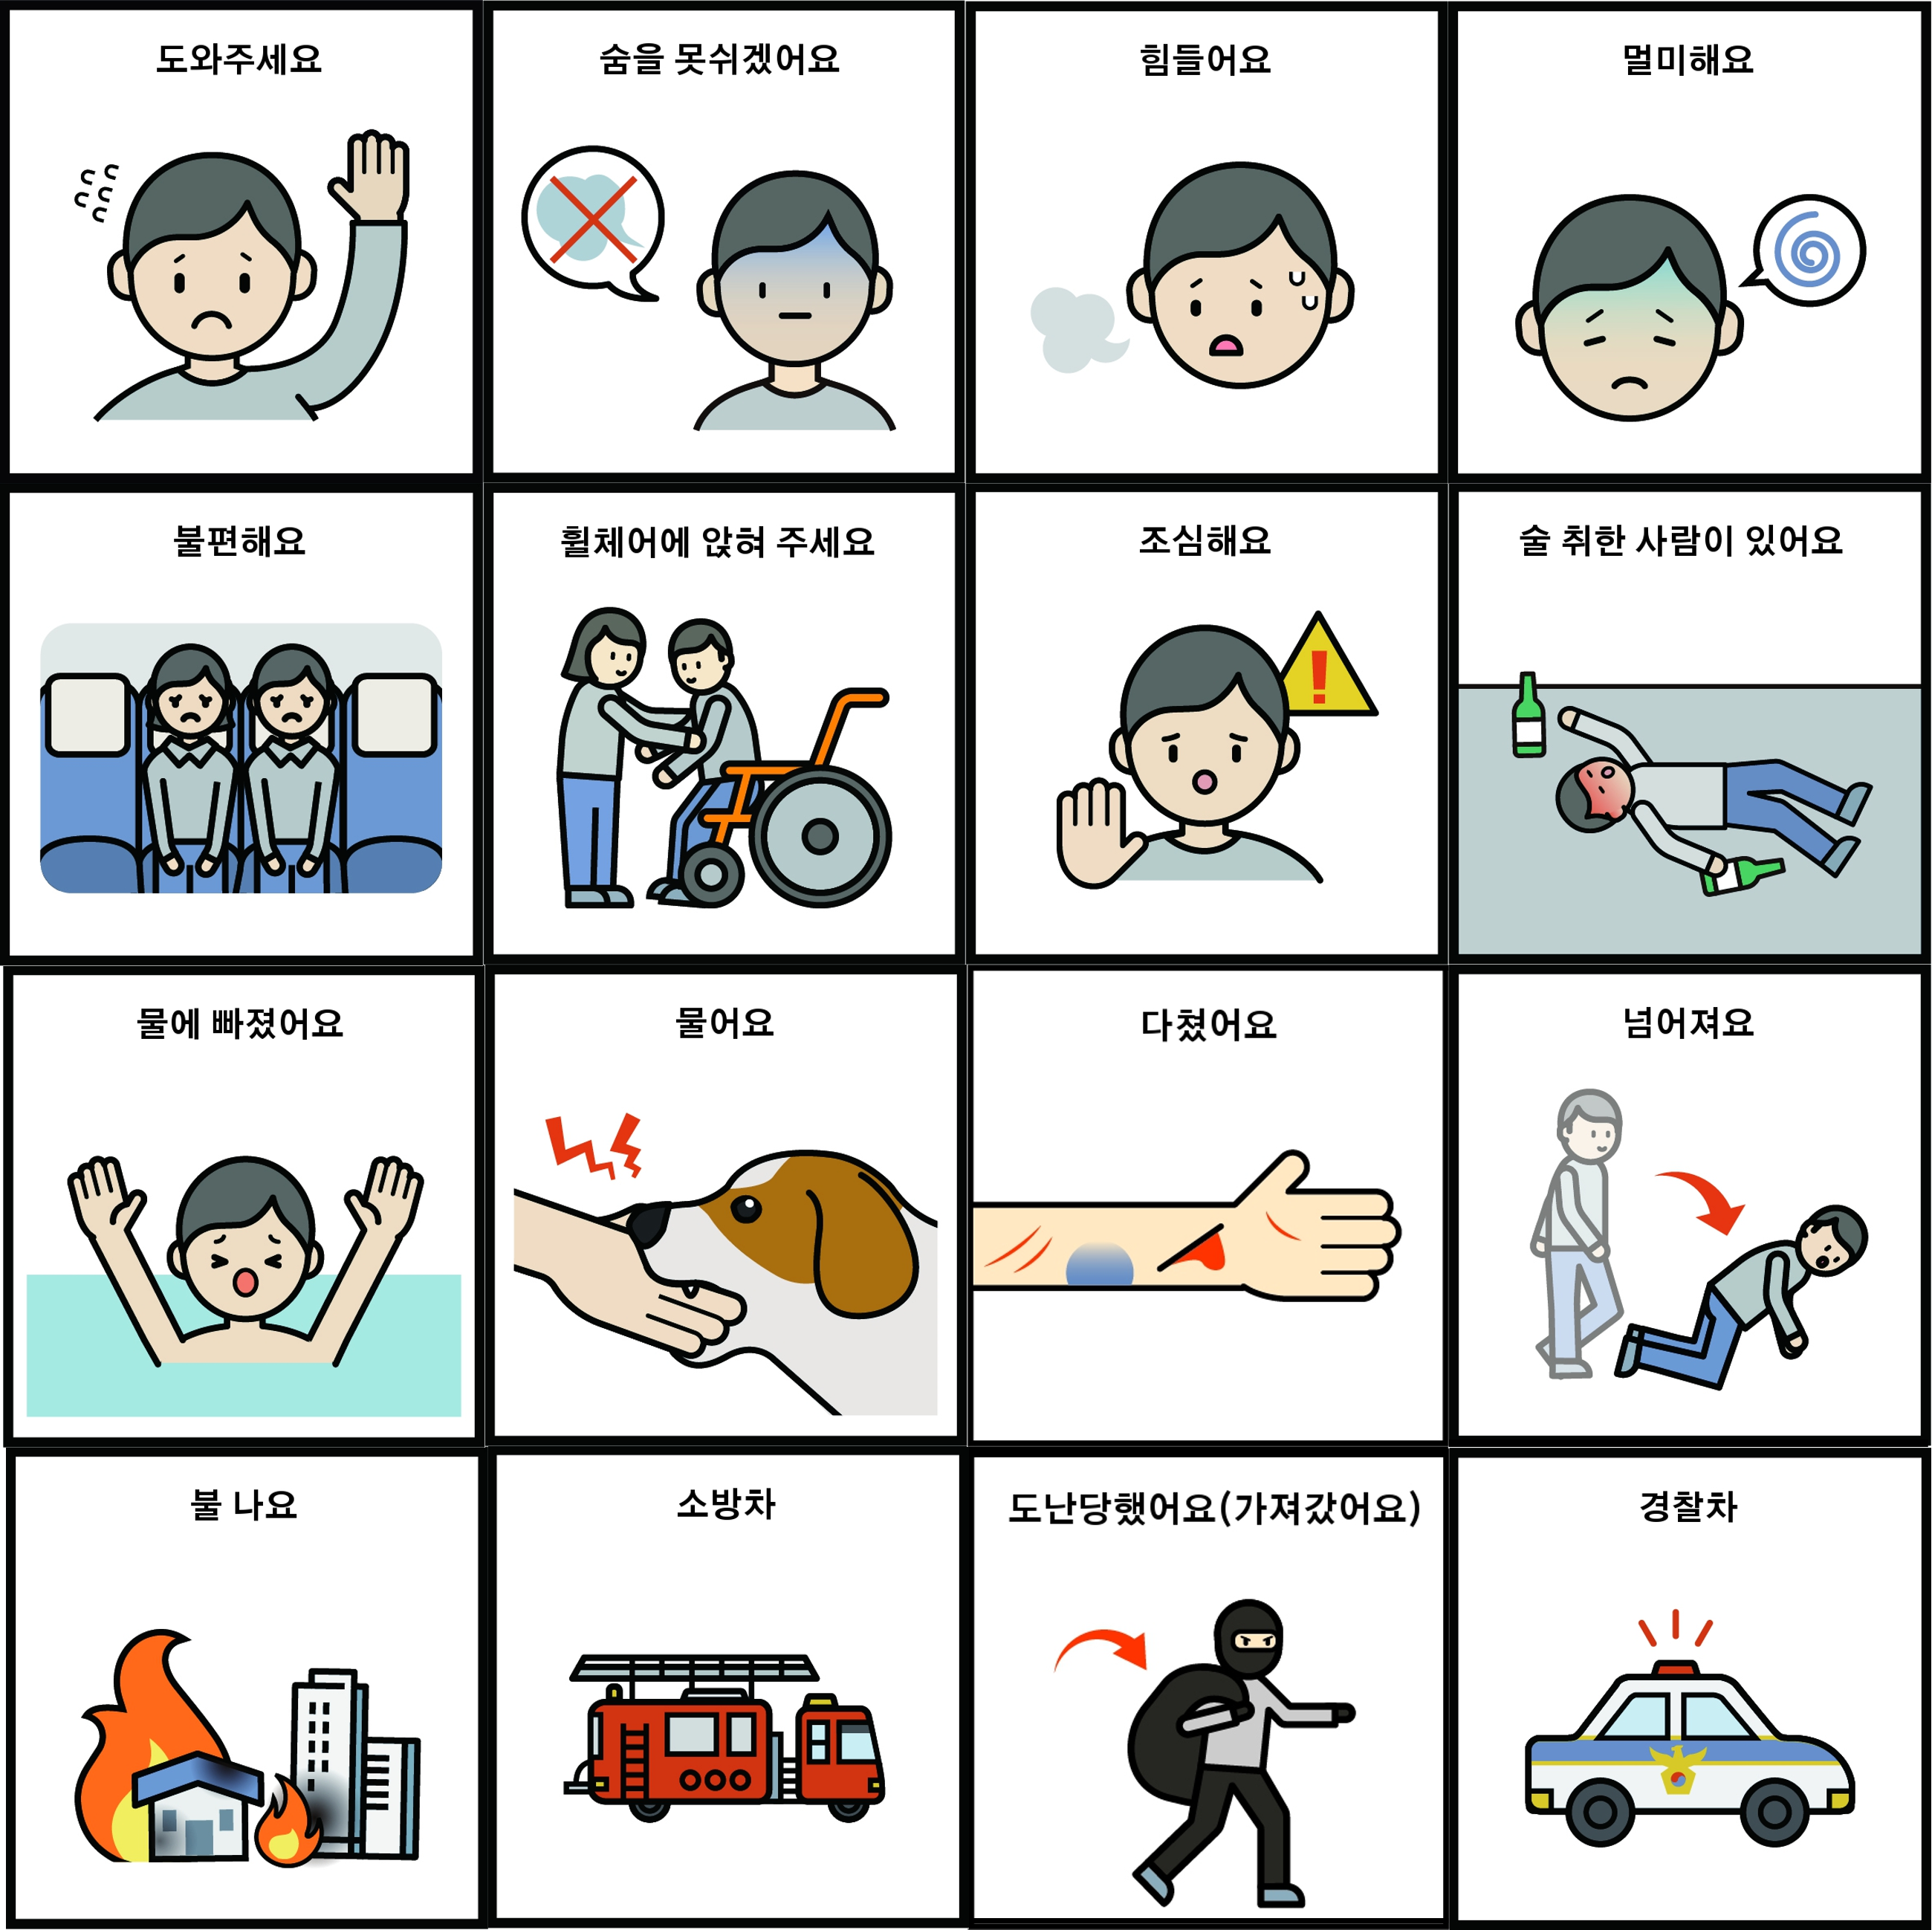 도와주세요
숨을 못쉬겠어요
힘들어요
멀미해요
불편해요
휠체어에 앉혀 주세요
조심해요
술 취한 사람이 있어요
물에 빠졌어요
물어요
다쳤어요
넘어져요
불 나요
소방차
도난당했어요(가져갔어요)
경찰차